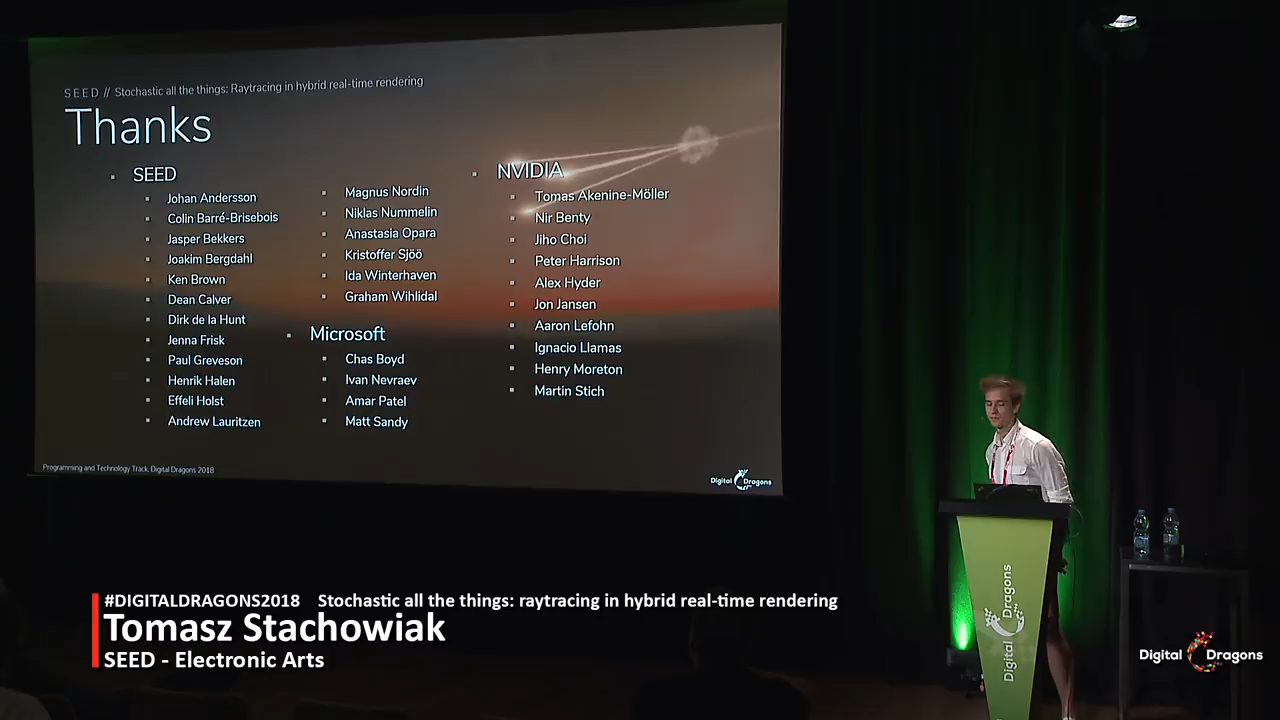 SEED // Stochastic all the things: Raytracing in hybrid real-time rendering
Thanks
SEED
Johan Andersson
Colin Barré-Brisebois
Jasper Bekkers
Joakim Bergdahl
Ken Brown
Dean Calver
Dirk de la Hunt
Jenna Frisk
Paul Greveson
Henrik Halen
Effeli Holst
Andrew Lauritzen
Magnus Nordin
Niklas Nummelin
Anastasia Opara
Kristoffer Sjöö
Ida Winterhaven
Graham Wihlidal
Microsoft
Chas Boyd
Ivan Nevraev
Amar Patel
Matt Sandy
NVIDIA
Tomas Akenine-Möller
Nir Benty
Jiho Choi
Peter Harrison
Alex Hyder
Jon Jansen
Aaron Lefohn
Ignacio Llamas
Henry Moreton
Martin Stich
Programming and Technology Track, Digital Dragons 2018
Digital Dragons
Digital Dragons
#DIGITALDRAGONS2018 Stochastic all the things: raytracing in hybrid real-time rendering
Tomasz Stachowiak
SEED - Electronic Arts
Digital Dragons